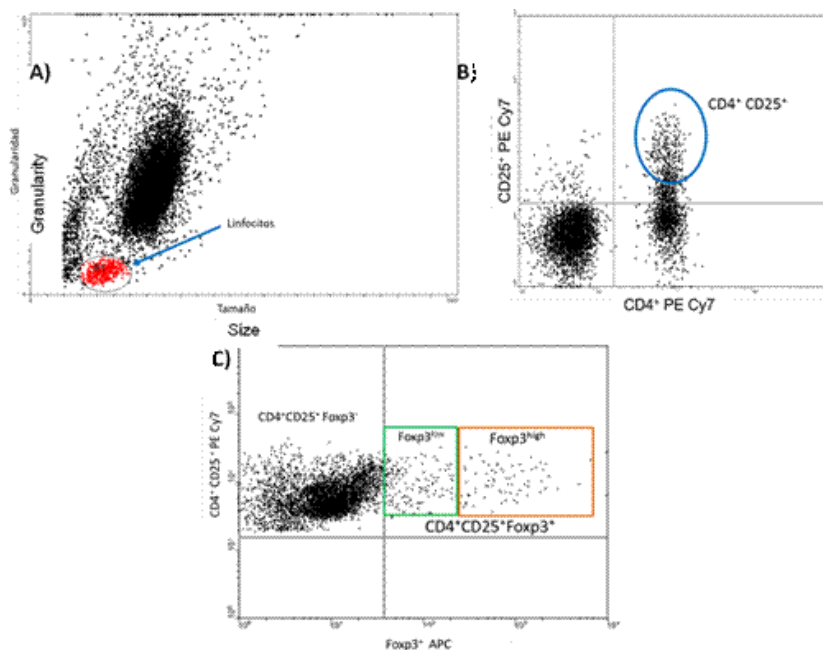 A)
Granularidad
Granularity
Linfocitos
Tamaño
Size
B)
CD25⁺ PE Cy7
CD4⁺ CD25⁺
CD4⁺ PE Cy7
C)
CD4⁺ CD25⁺ PE Cy7
CD4⁺CD25⁺ Foxp3⁻
Foxp3ˡᵒʷ
Foxp3ʰⁱᵍʰ
CD4⁺CD25⁺Foxp3⁺
Foxp3⁺ APC